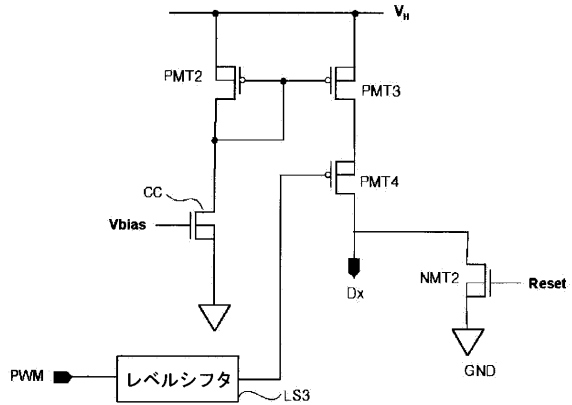 VH
PMT2
PMT3
PMT4
CC
Vbias
Dx
NMT2
Reset
GND
PWM
レベルシフタ
LS3